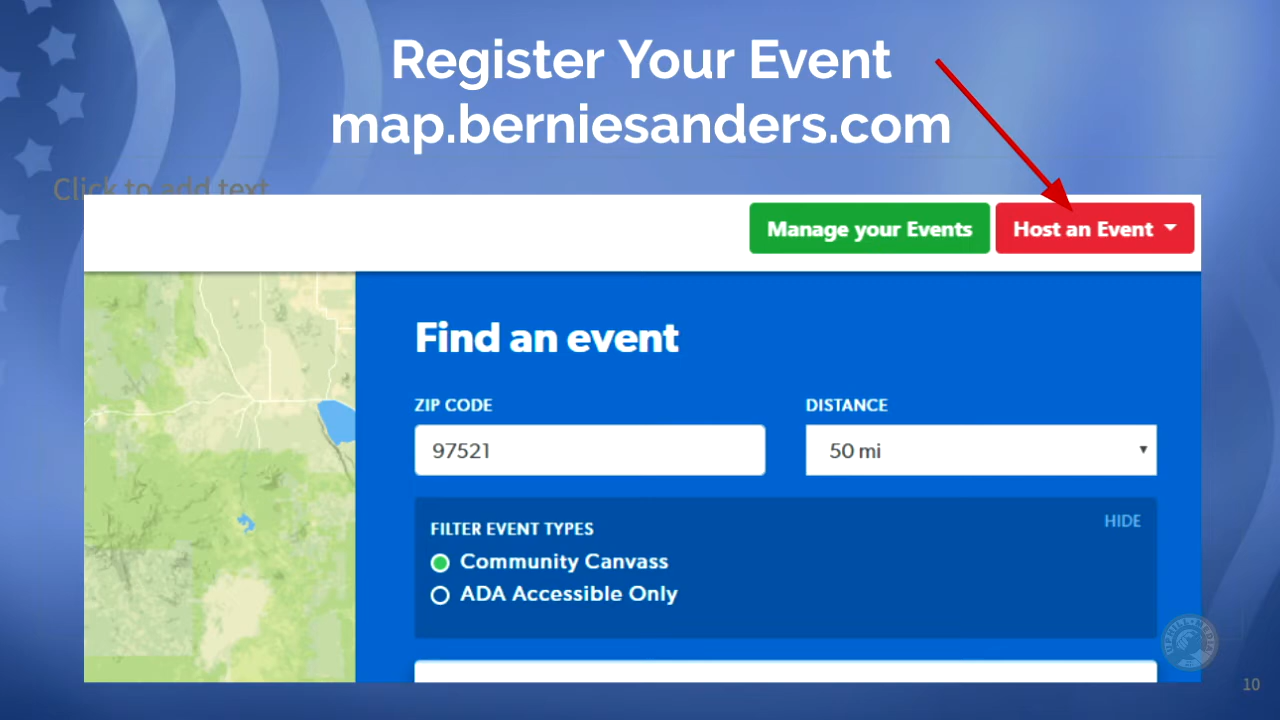 Register Your Event
map.berniesanders.com
Click to add text
Manage your Events
Host an Event
Find an event
ZIP CODE
DISTANCE
97521
50 mi
FILTER EVENT TYPES
HIDE
Community Canvass
ADA Accessible Only
10